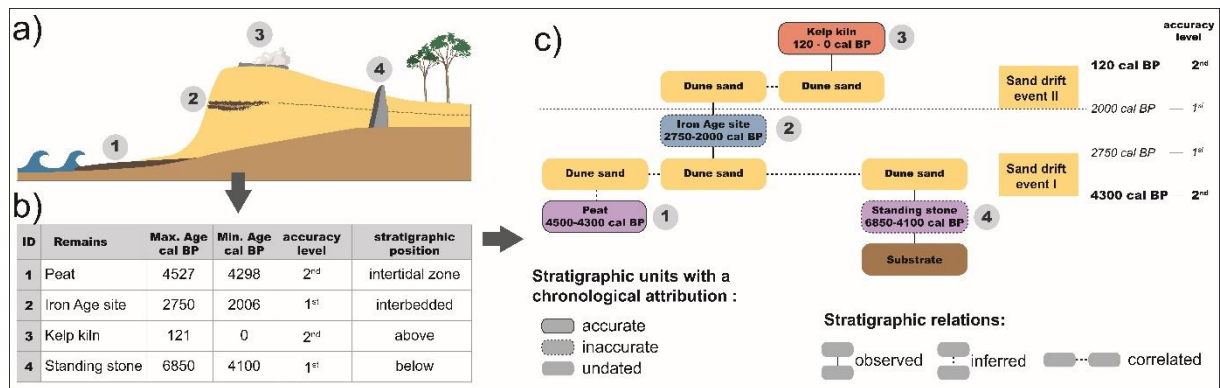 a)
3
4
2
1
b)
ID Remains Max. Age cal BP Min. Age cal BP accuracy level stratigraphic position
1 Peat 4527 4298 2nd intertidal zone
2 Iron Age site 2750 2006 1st interbedded
3 Kelp kiln 121 0 2nd above
4 Standing stone 6850 4100 1st below
c)
Kelp kiln
120 - 0 cal BP
3
Dune sand
Dune sand
Iron Age site
2750-2000 cal BP
2
Dune sand
Dune sand
Dune sand
Peat
4500-4300 cal BP
1
Standing stone
6850-4100 cal BP
4
Substrate
accuracy
level
120 cal BP 2nd
Sand drift
event II
2000 cal BP 1st
2750 cal BP 1st
Sand drift
event I
4300 cal BP 2nd
Stratigraphic units with a
chronological attribution :
accurate
inaccurate
undated
Stratigraphic relations:
observed
inferred
correlated